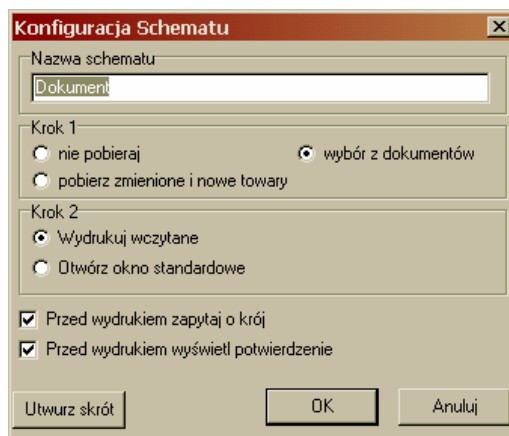 Konfiguracja Schematu
Nazwa schematu
Dokument
Krok 1
nie pobieraj
wybór z dokumentów
pobierz zmienione i nowe towary
Krok 2
Wydrukuj wczytane
Otwórz okno standardowe
Przed wydrukiem zapytaj o krój
Przed wydrukiem wyświetl potwierdzenie
Utwurz skrót
OK
Anuluj